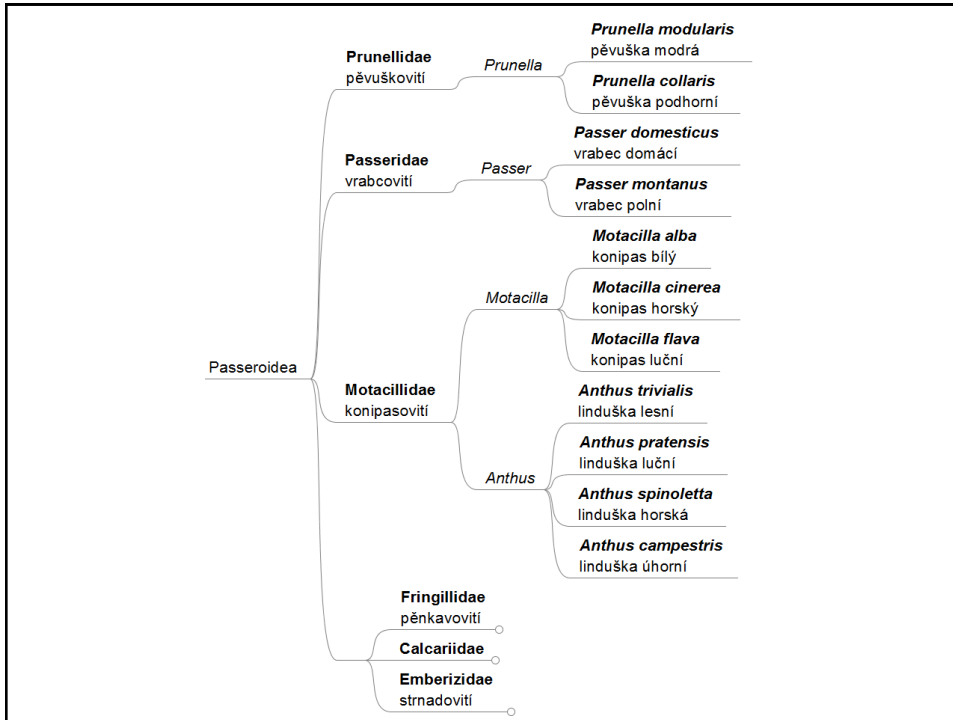 Passeroidea
Prunellidae
pěvuškovití
Prunella
Prunella modularis
pěvuška modrá
Prunella collaris
pěvuška podhorní
Passeridae
vrabcovití
Passer
Passer domesticus
vrabec domácí
Passer montanus
vrabec polní
Motacillidae
konipasovití
Motacilla
Motacilla alba
konipas bílý
Motacilla cinerea
konipas horský
Motacilla flava
konipas luční
Anthus
Anthus trivialis
linduška lesní
Anthus pratensis
linduška luční
Anthus spinoletta
linduška horská
Anthus campestris
linduška úhorní
Fringillidae
pěnkavovití
Calcariidae
Emberizidae
strnadovití